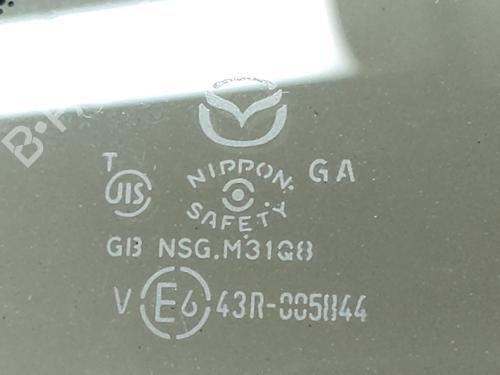 T
JIS
NIPPON.
SAFETY
GA
GB NSG.M31Q8
V E6 43R-005844